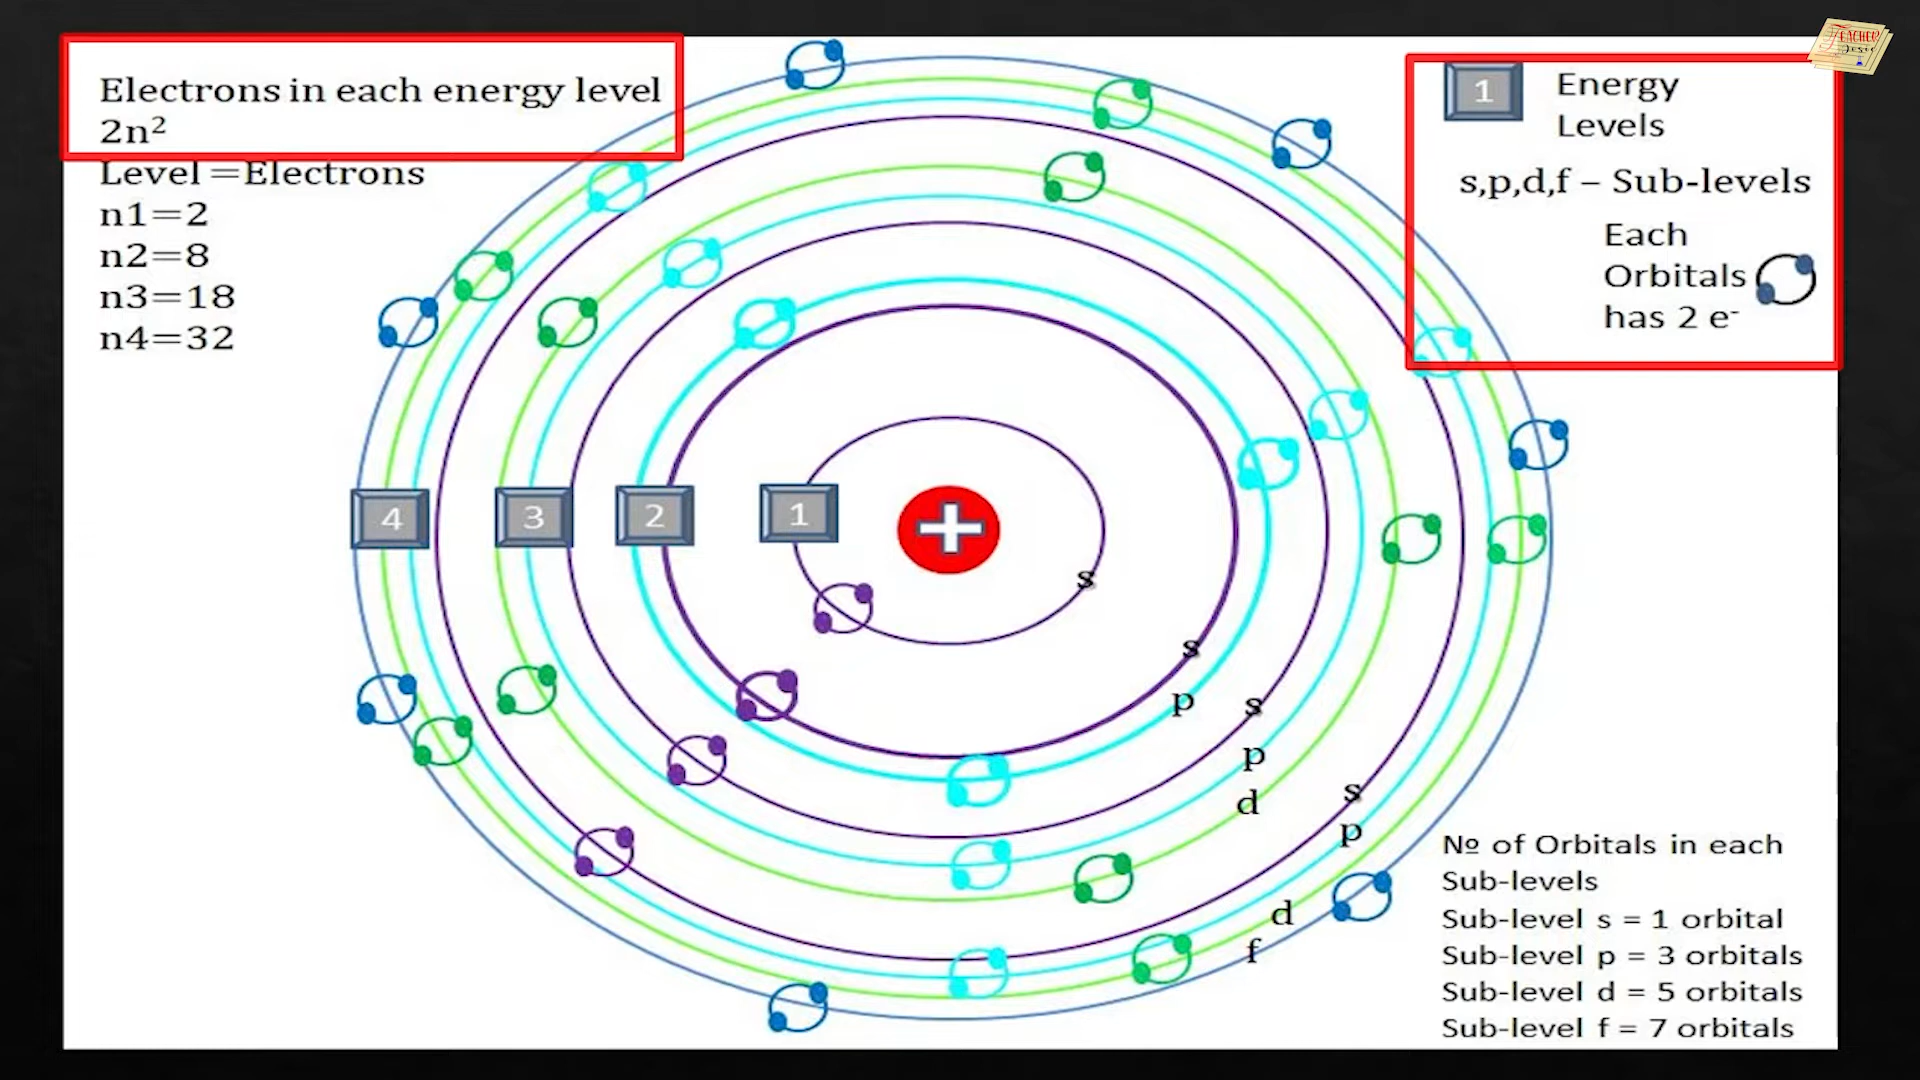 Electrons in each energy level
2n²
Level =Electrons
n1=2
n2=8
n3=18
n4=32
1 Energy
Levels
s,p,d,f – Sub-levels
Each
Orbitals
has 2 e⁻
TEACHER
Jesie
4 3 2 1
s
s
p s
p
d
s
p
d
f
№ of Orbitals in each
Sub-levels
Sub-level s = 1 orbital
Sub-level p = 3 orbitals
Sub-level d = 5 orbitals
Sub-level f = 7 orbitals